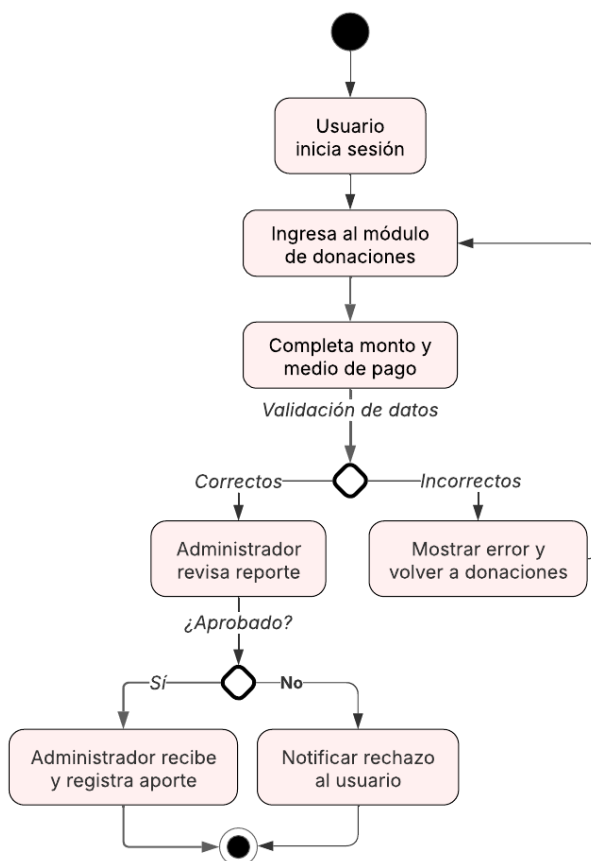 Usuario
inicia sesión
Ingresa al módulo
de donaciones
Completa monto y
medio de pago
Validación de datos
Correctos
Incorrectos
Administrador
revisa reporte
Mostrar error y
volver a donaciones
¿Aprobado?
Sí
No
Administrador recibe
y registra aporte
Notificar rechazo
al usuario